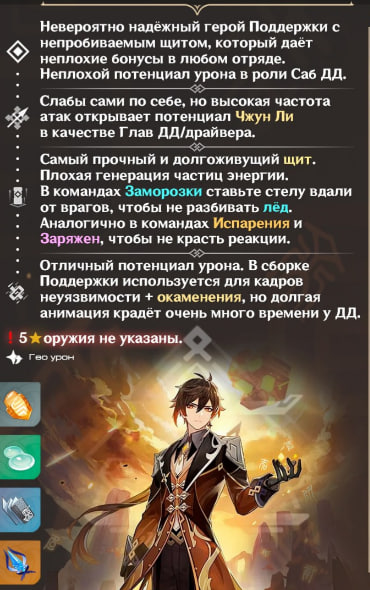 Невероятно надёжный герой Поддержки с
непробиваемым щитом, который даёт
неплохие бонусы в любом отряде.
Неплохой потенциал урона в роли Саб ДД.
Слабы сами по себе, но высокая частота
атак открывает потенциал Чжун Ли
в качестве Глав ДД/драйвера.
Самый прочный и долгоживущий щит.
Плохая генерация частиц энергии.
В командах Заморозки ставьте стелу вдали
от врагов, чтобы не разбивать лёд.
Аналогично в командах Испарения и
Заряжен, чтобы не красть реакции.
Отличный потенциал урона. В сборке
Поддержки используется для кадров
неуязвимости + окаменения, но долгая
анимация крадёт очень много времени у ДД.
! 5★оружия не указаны.
Гео урон